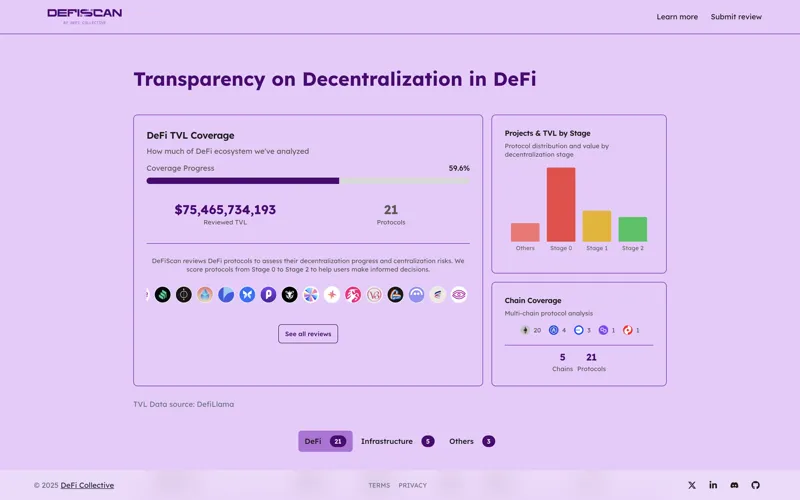 DEFISCAN
BY DEFI COLLECTIVE
Learn more
Submit review
Transparency on Decentralization in DeFi
DeFi TVL Coverage
How much of DeFi ecosystem we've analyzed
Coverage Progress
59.6%
$75,465,734,193
Reviewed TVL
21
Protocols
DeFiScan reviews DeFi protocols to assess their decentralization progress and centralization risks. We
score protocols from Stage 0 to Stage 2 to help users make informed decisions.
See all reviews
Projects & TVL by Stage
Protocol distribution and value by
decentralization stage
Others
Stage 0
Stage 1
Stage 2
Chain Coverage
Multi-chain protocol analysis
20
4
3
1
1
5
Chains
21
Protocols
TVL Data source: DefiLlama
DeFi 21
Infrastructure 5
Others 3
© 2025 DeFi Collective
TERMS
PRIVACY